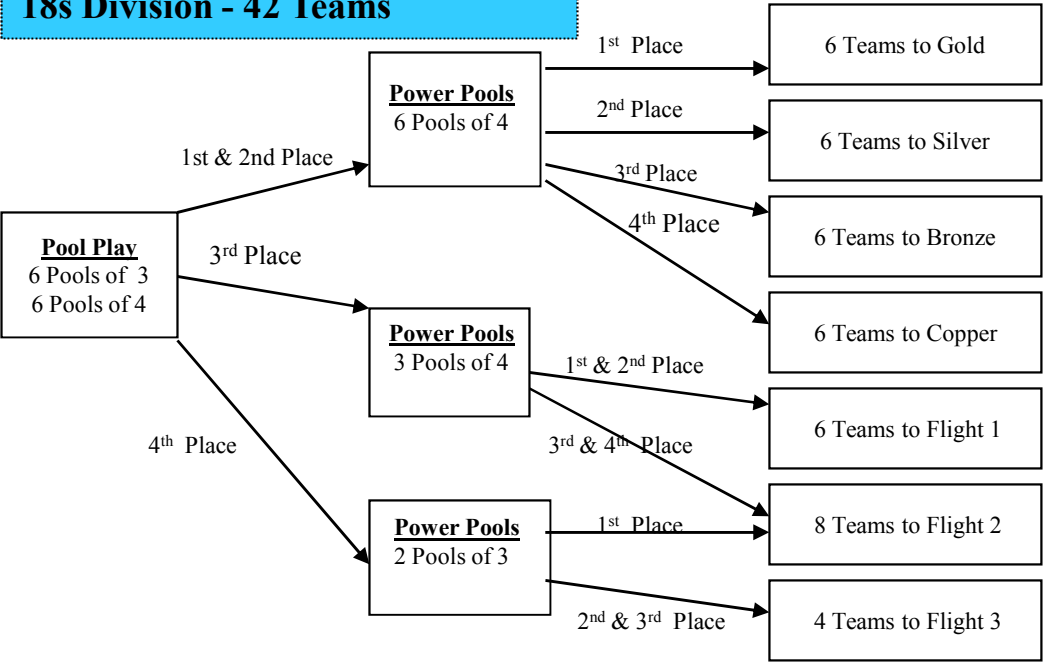 18s Division - 42 Teams
Pool Play
6 Pools of 3
6 Pools of 4
1st & 2nd Place
3rd Place
4th Place
Power Pools
6 Pools of 4
1st Place
2nd Place
3rd Place
4th Place
Power Pools
3 Pools of 4
1st & 2nd Place
3rd & 4th Place
Power Pools
2 Pools of 3
1st Place
2nd & 3rd Place
6 Teams to Gold
6 Teams to Silver
6 Teams to Bronze
6 Teams to Copper
6 Teams to Flight 1
8 Teams to Flight 2
4 Teams to Flight 3